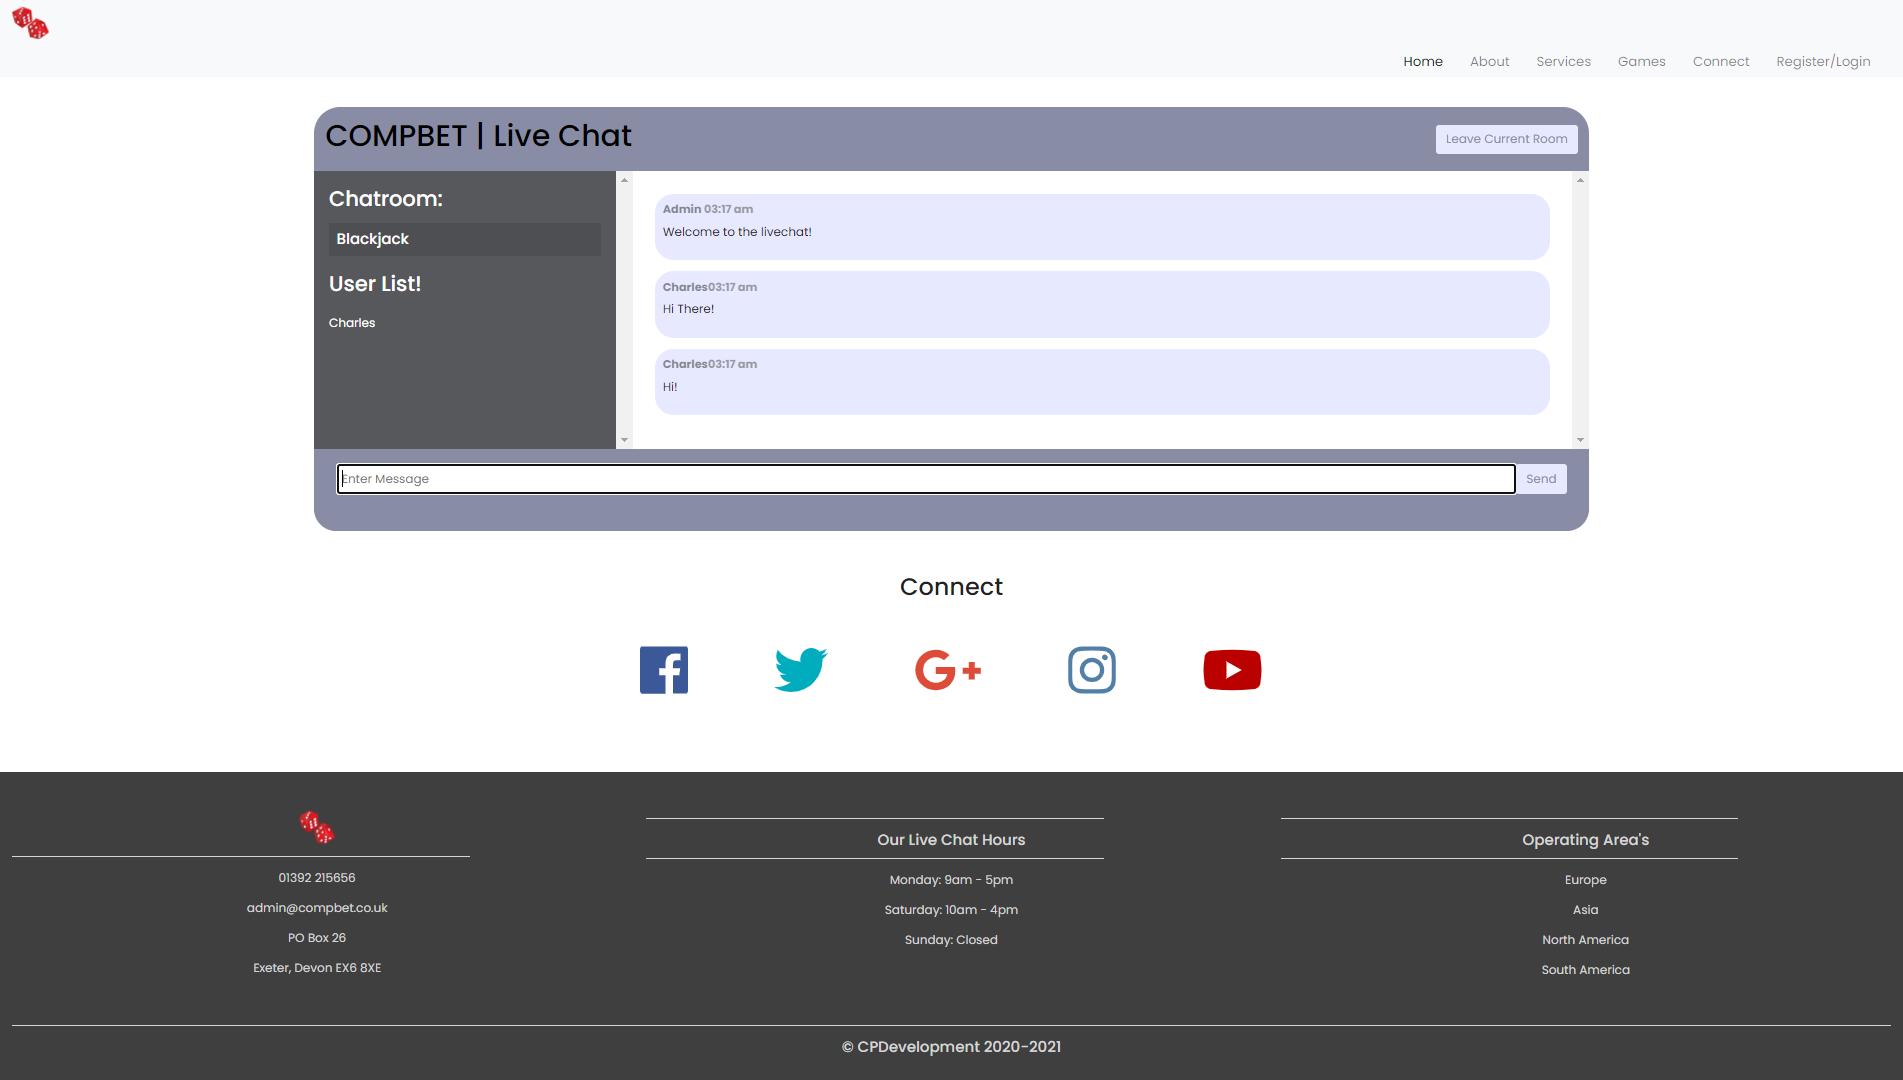 Home About Services Games Connect Register/Login
COMPBET | Live Chat
Leave Current Room
Chatroom:
Blackjack
User List!
Charles
Admin 03:17 am
Welcome to the livechat!
Charles03:17 am
Hi There!
Charles03:17 am
Hi!
Enter Message
Send
Connect
01392 215656
admin@compbet.co.uk
PO Box 26
Exeter, Devon EX6 8XE
Our Live Chat Hours
Monday: 9am - 5pm
Saturday: 10am - 4pm
Sunday: Closed
Operating Area's
Europe
Asia
North America
South America
© CPDevelopment 2020-2021